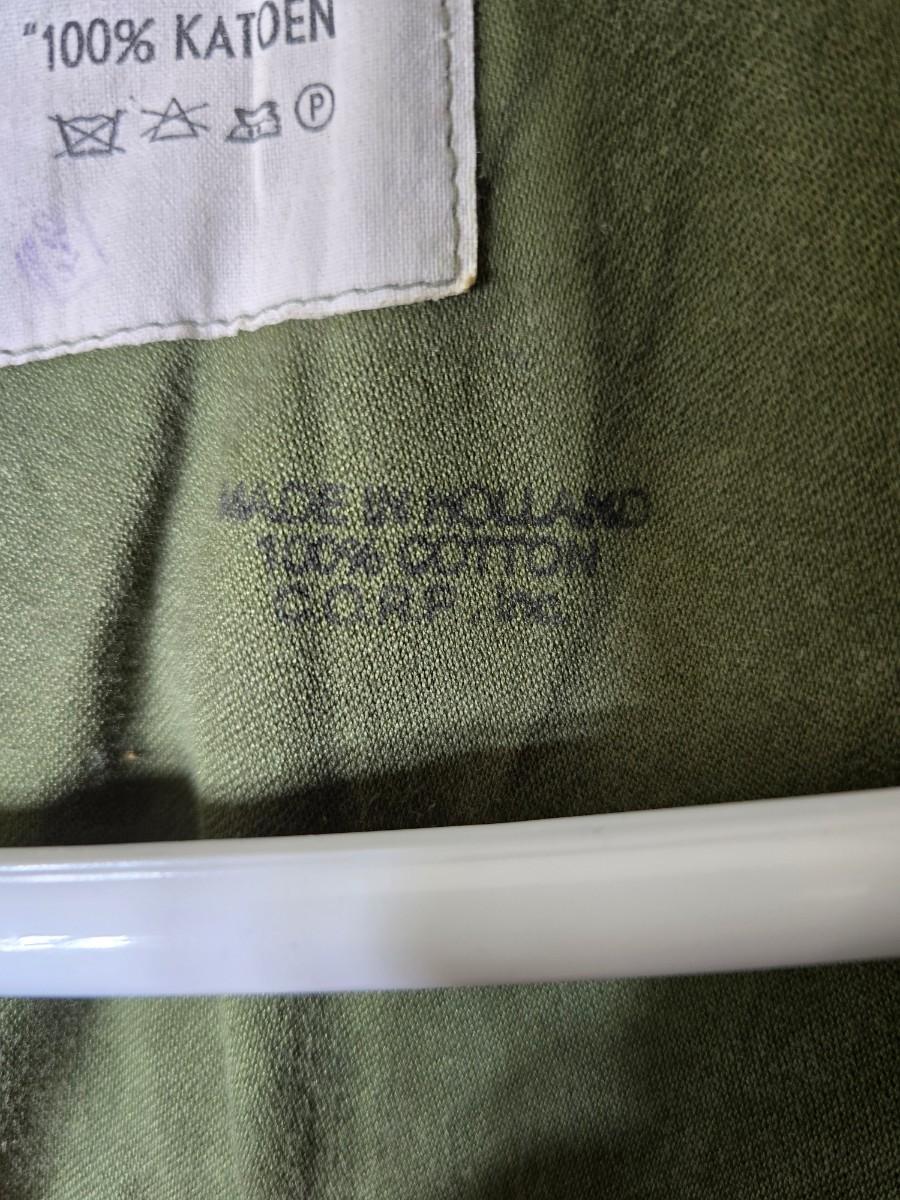 "100% KATOEN
P
MADE IN HOLLAND
100% COTTON
C.O.R.P. Inc.